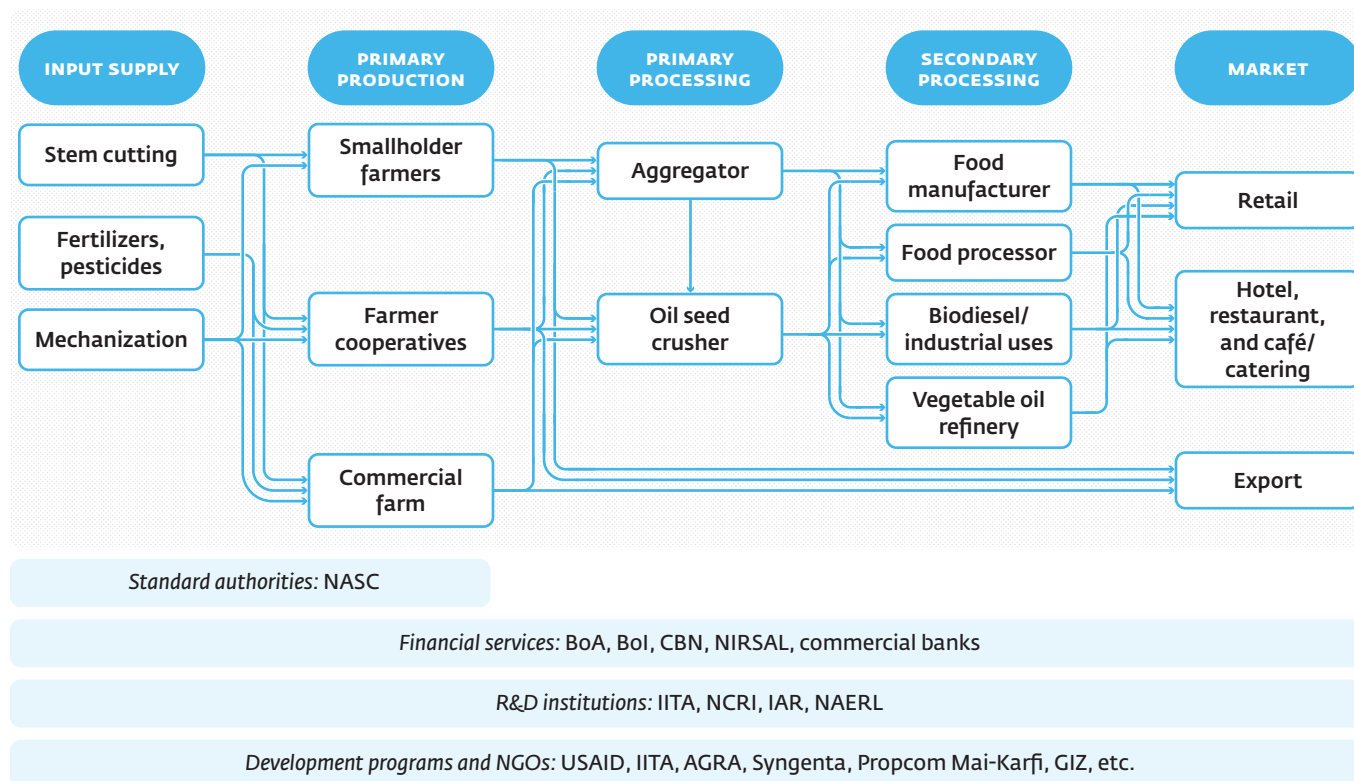 INPUT SUPPLY
PRIMARY
PRODUCTION
PRIMARY
PROCESSING
SECONDARY
PROCESSING
MARKET
Stem cutting
Fertilizers,
pesticides
Mechanization
Smallholder
farmers
Farmer
cooperatives
Commercial
farm
Aggregator
Oil seed
crusher
Food
manufacturer
Food processor
Biodiesel/
industrial uses
Vegetable oil
refinery
Retail
Hotel,
restaurant,
and café/
catering
Export
Standard authorities: NASC
Financial services: BoA, BoI, CBN, NIRSAL, commercial banks
R&D institutions: IITA, NCRI, IAR, NAERL
Development programs and NGOs: USAID, IITA, AGRA, Syngenta, Propcom Mai-Karfi, GIZ, etc.